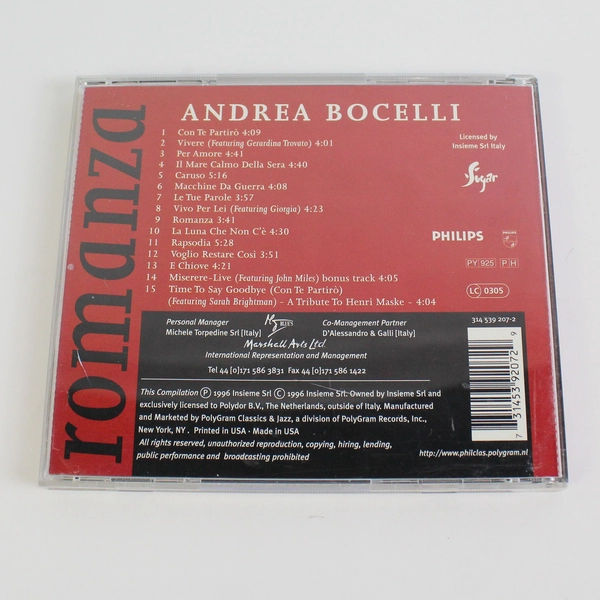 romanza
ANDREA BOCELLI
1 Con Te Partirò 4:09
2 Vivere (Featuring Gerardina Trovato) 4:01
3 Per Amore 4:41
4 Il Mare Calmo Della Sera 4:40
5 Caruso 5:16
6 Macchine Da Guerra 4:08
7 Le Tue Parole 3:57
8 Vivo Per Lei (Featuring Giorgia) 4:23
9 Romanza 3:41
10 La Luna Che Non C'è 4:30
11 Rapsodia 5:28
12 Voglio Restare Così 3:51
13 E Chiove 4:21
14 Miserere-Live (Featuring John Miles) bonus track 4:05
15 Time To Say Goodbye (Con Te Partirò)
(Featuring Sarah Brightman) - A Tribute To Henri Maske - 4:04
Licensed by
Insieme Srl Italy
Sugar
PHILIPS
PHILIPS
PY 925 P H
LC 0305
Personal Manager
Michele Torpedine Srl [Italy]
BLUES
Co-Management Partner
D'Alessandro & Galli [Italy]
Marshall Arts Ltd.
International Representation and Management
Tel 44 [0]171 586 3831 Fax 44 [0]171 586 1422
This Compilation Ⓟ 1996 Insieme Srl. Ⓒ 1996 Insieme Srl. Owned by Insieme Srl and
exclusively licensed to Polydor B.V., The Netherlands, outside of Italy. Manufactured
and Marketed by PolyGram Classics & Jazz, a division of PolyGram Records, Inc.,
New York, NY. Printed in USA · Made in USA
All rights reserved, unauthorized reproduction, copying, hiring, lending,
public performance and broadcasting prohibited
314 539 207-2
7 31453 92072 9
http://www.philclas.polygram.nl